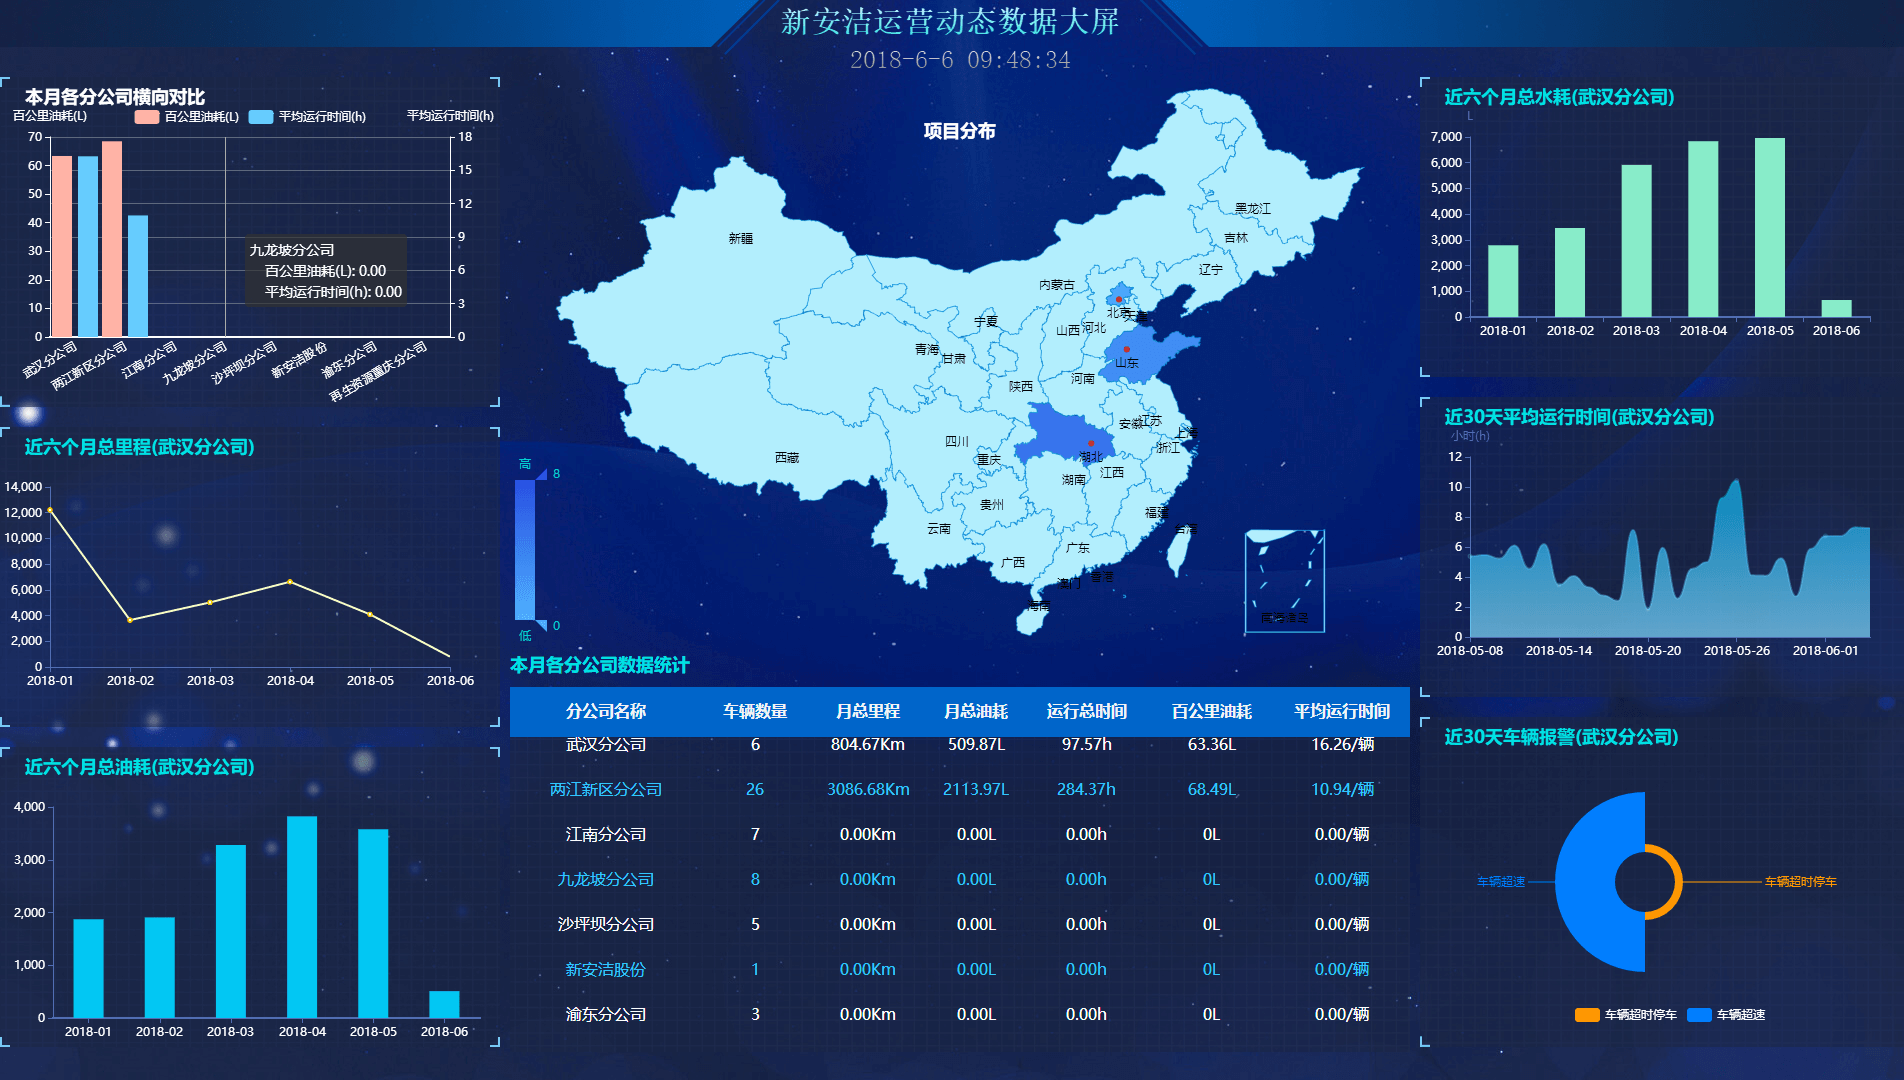 新安洁运营动态数据大屏
2018-6-6 09:48:34
本月各分公司横向对比
百公里油耗(L)
百公里油耗(L) 平均运行时间(h)
平均运行时间(h)
70
60
50
40
30
20
10
0
18
15
12
9
6
3
0
九龙坡分公司
百公里油耗(L): 0.00
平均运行时间(h): 0.00
武汉分公司
两江新区分公司
江南分公司
九龙坡分公司
沙坪坝分公司
新安洁股份
渝东分公司
再生资源重庆分公司
近六个月总里程(武汉分公司)
14,000
12,000
10,000
8,000
6,000
4,000
2,000
0
2018-01 2018-02 2018-03 2018-04 2018-05 2018-06
近六个月总油耗(武汉分公司)
4,000
3,000
2,000
1,000
0
2018-01 2018-02 2018-03 2018-04 2018-05 2018-06
项目分布
黑龙江
吉林
辽宁
新疆
内蒙古
北京
天津
宁夏
山西
河北
青海
甘肃
山东
陕西
河南
安徽
江苏
上海
四川
重庆
湖北
浙江
西藏
湖南
江西
贵州
福建
云南
台湾
广西
广东
香港
澳门
海南
南海诸岛
高
8
0
低
本月各分公司数据统计
分公司名称 车辆数量 月总里程 月总油耗 运行总时间 百公里油耗 平均运行时间
武汉分公司 6 804.67Km 509.87L 97.57h 63.36L 16.26/辆
两江新区分公司 26 3086.68Km 2113.97L 284.37h 68.49L 10.94/辆
江南分公司 7 0.00Km 0.00L 0.00h 0L 0.00/辆
九龙坡分公司 8 0.00Km 0.00L 0.00h 0L 0.00/辆
沙坪坝分公司 5 0.00Km 0.00L 0.00h 0L 0.00/辆
新安洁股份 1 0.00Km 0.00L 0.00h 0L 0.00/辆
渝东分公司 3 0.00Km 0.00L 0.00h 0L 0.00/辆
近六个月总水耗(武汉分公司)
L
7,000
6,000
5,000
4,000
3,000
2,000
1,000
0
2018-01 2018-02 2018-03 2018-04 2018-05 2018-06
近30天平均运行时间(武汉分公司)
小时(h)
12
10
8
6
4
2
0
2018-05-08 2018-05-14 2018-05-20 2018-05-26 2018-06-01
近30天车辆报警(武汉分公司)
车辆超速
车辆超时停车
车辆超时停车 车辆超速